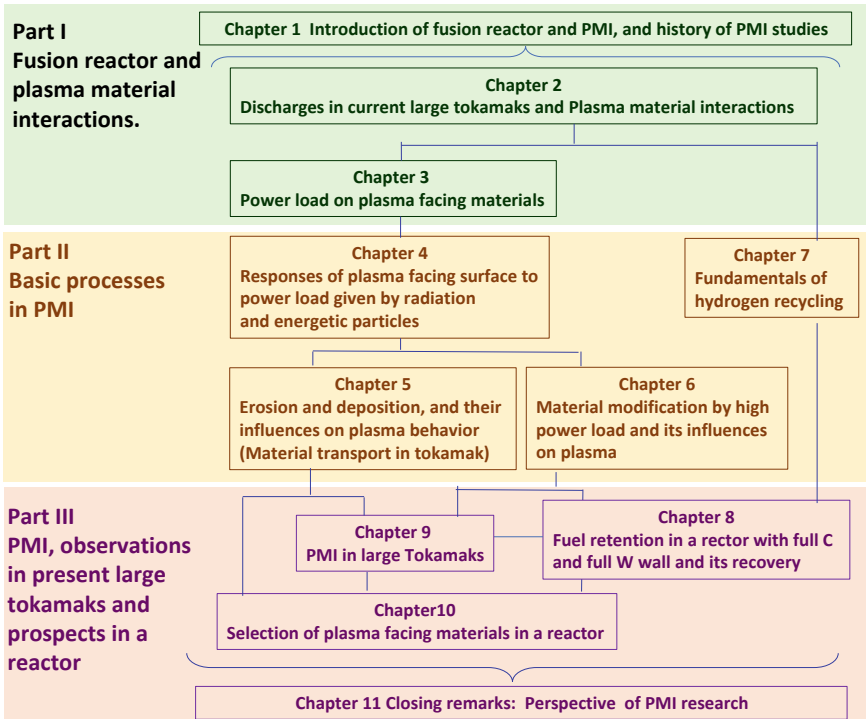 Part I
Fusion reactor and
plasma material
interactions.
Chapter 1 Introduction of fusion reactor and PMI, and history of PMI studies
Chapter 2
Discharges in current large tokamaks and Plasma material interactions
Chapter 3
Power load on plasma facing materials
Part II
Basic processes
in PMI
Chapter 4
Responses of plasma facing surface to
power load given by radiation
and energetic particles
Chapter 7
Fundamentals of
hydrogen recycling
Chapter 5
Erosion and deposition, and their
influences on plasma behavior
(Material transport in tokamak)
Chapter 6
Material modification by high
power load and its influences
on plasma
Part III
PMI, observations
in present large
tokamaks and
prospects in a
reactor
Chapter 9
PMI in large Tokamaks
Chapter 8
Fuel retention in a rector with full C
and full W wall and its recovery
Chapter10
Selection of plasma facing materials in a reactor
Chapter 11 Closing remarks: Perspective of PMI research